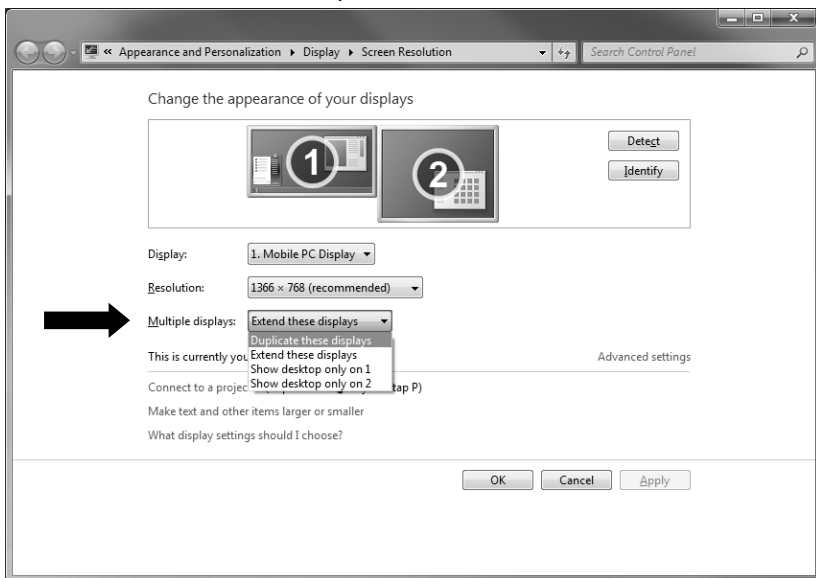 « Appearance and Personalization ▸ Display ▸ Screen Resolution
Search Control Panel
Change the appearance of your displays
1
2
Detect
Identify
Display: 1. Mobile PC Display
Resolution: 1366 × 768 (recommended)
Multiple displays: Extend these displays
Duplicate these displays
Extend these displays
Show desktop only on 1
Show desktop only on 2
This is currently you
Advanced settings
Connect to a projec
tap P)
Make text and other items larger or smaller
What display settings should I choose?
OK Cancel Apply